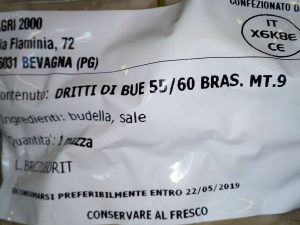 AGRI 2000
ia Flaminia, 72
6031 BEVAGNA (PG)
CONFEZIONATO D
IT
X6K8E
CE
ontenuto: DRITTI DI BUE 55/60 BRAS. MT.9
Ingredienti: budella, sale
Quantita': 1 mazza
DA CONSUMARSI PREFERIBILMENTE ENTRO 22/05/2019
CONSERVARE AL FRESCO